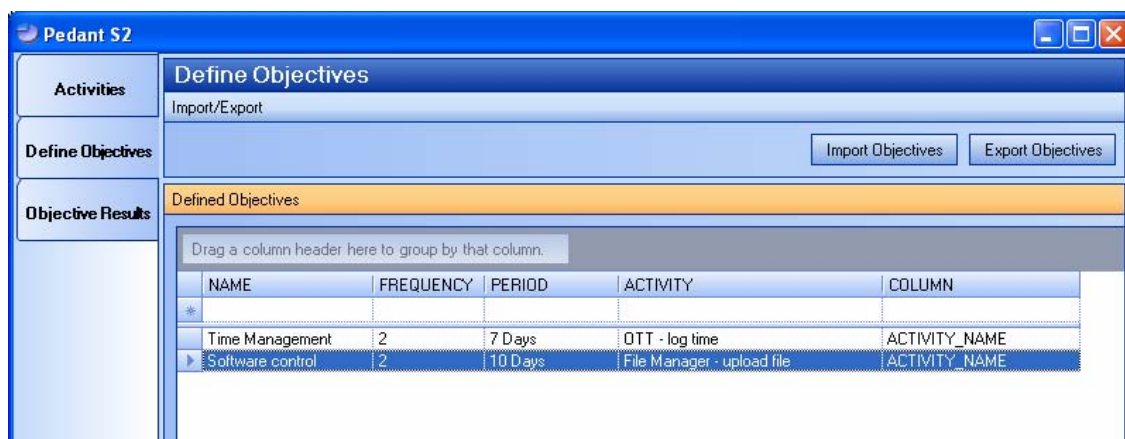 Pedant S2
Activities
Define Objectives
Objective Results
Define Objectives
Import/Export
Import Objectives Export Objectives
Defined Objectives
Drag a column header here to group by that column.
NAME FREQUENCY PERIOD ACTIVITY COLUMN
Time Management 2 7 Days OTT - log time ACTIVITY_NAME
Software control 2 10 Days File Manager - upload file ACTIVITY_NAME